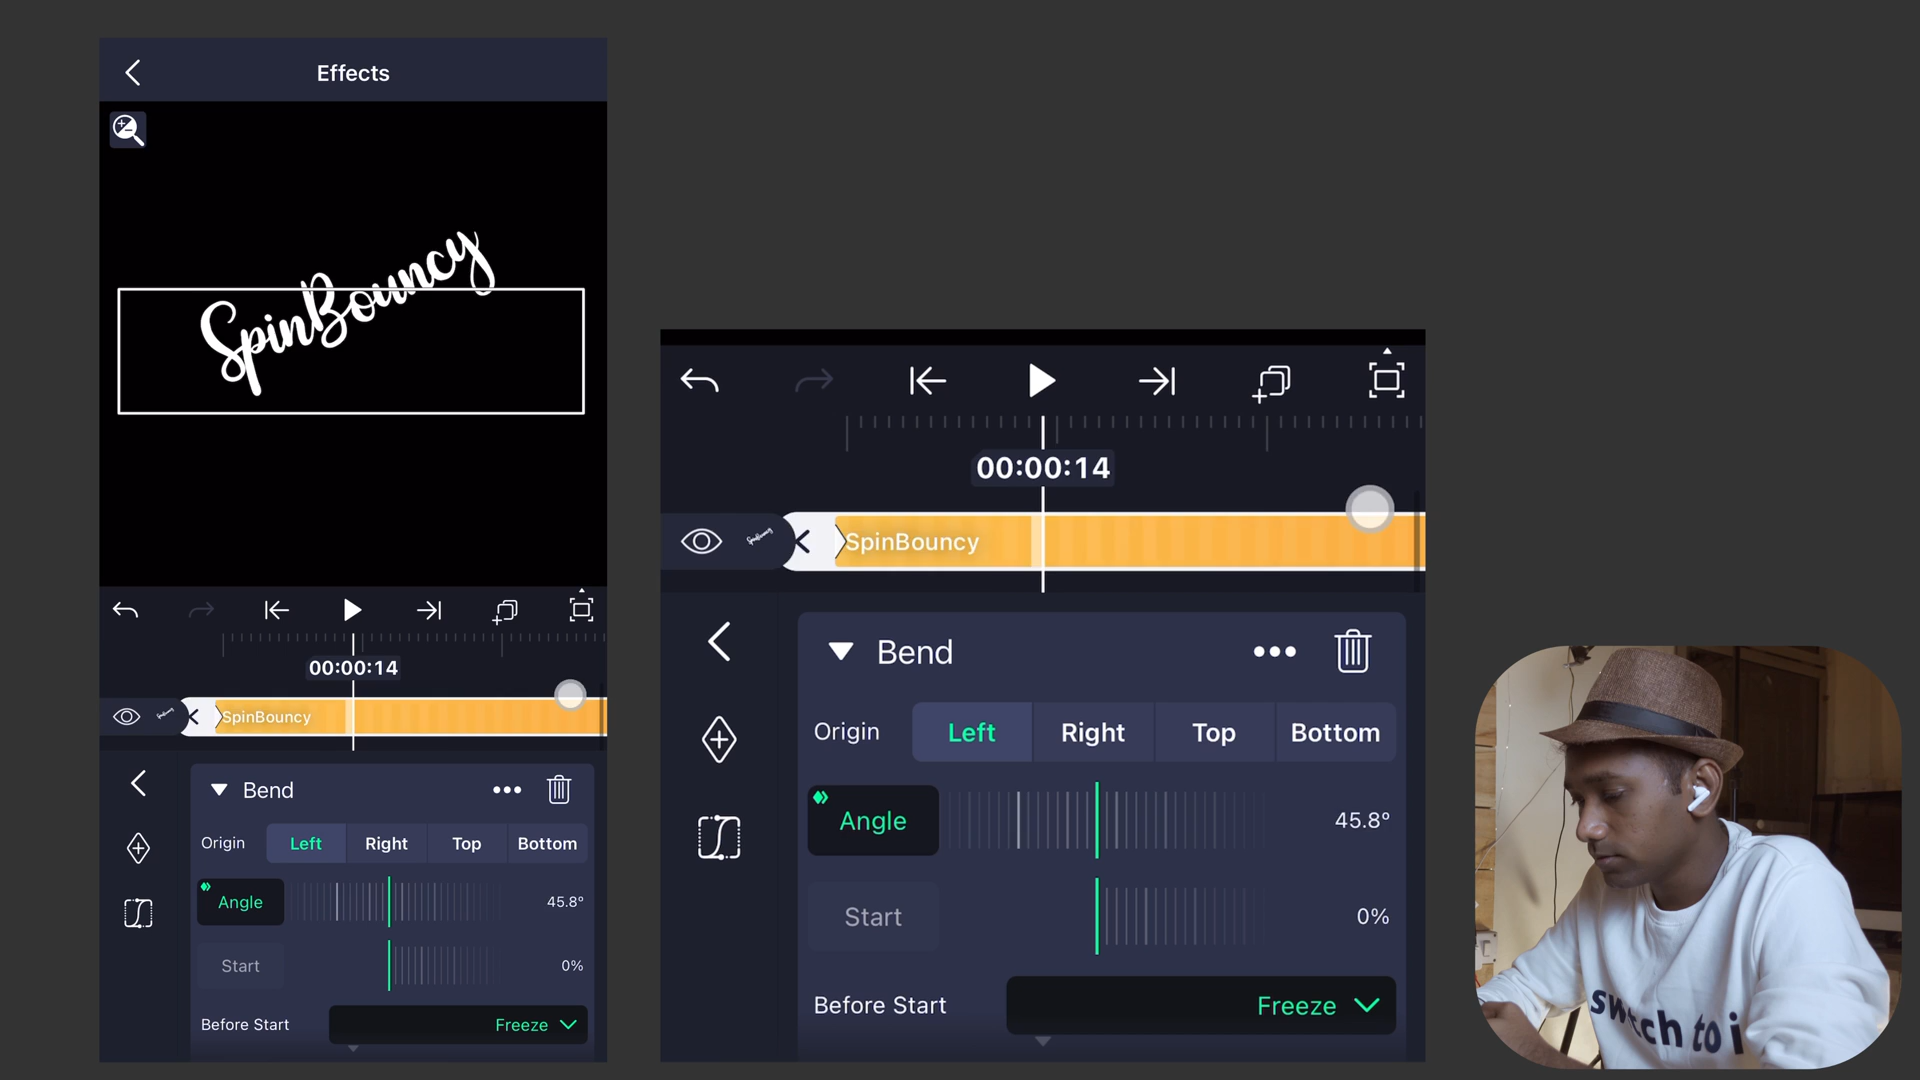 Effects
SpinBouncy
00:00:14
SpinBouncy
Bend
Origin Left Right Top Bottom
Angle 45.8°
Start 0%
Before Start Freeze
00:00:14
SpinBouncy
Bend
Origin Left Right Top Bottom
Angle 45.8°
Start 0%
Before Start Freeze
switch to i